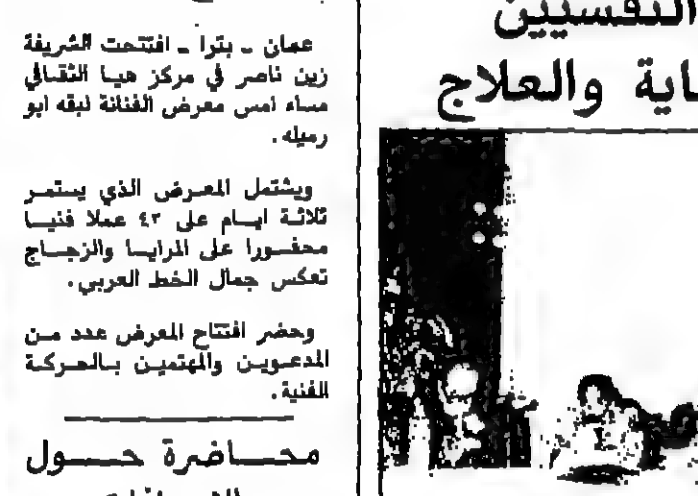 النفسيين
ـاية والعلاج
عمان ـ بترا ـ افتتحت الشريفة
زين ناصر في مركز هيا الثقافي
مساء امس معرض الفنانة لبقه ابو
رميله .
ويشتمل المعرض الذي يستمر
ثلاثة ايام على ٤٣ عملا فنيا
محفورا على المرايا والزجاج
تعكس جمال الخط العربي .
وحضر افتتاح المعرض عدد من
المدعوين والمهتمين بالحركة
الفنية .
محاضرة حول